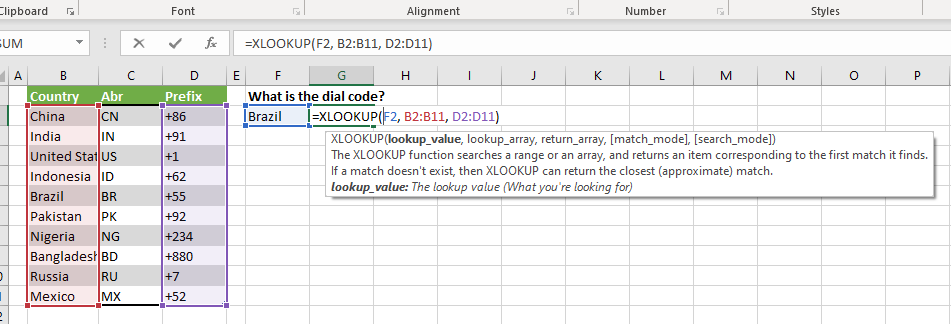 Clipboard Font Alignment Number Styles
SUM =XLOOKUP(F2, B2:B11, D2:D11)
A B C D E F G H I J K L M N O P
Country Abr Prefix What is the dial code?
China CN +86 Brazil =XLOOKUP(F2, B2:B11, D2:D11)
India IN +91
XLOOKUP(lookup_value, lookup_array, return_array, [match_mode], [search_mode])
The XLOOKUP function searches a range or an array, and returns an item corresponding to the first match it finds.
If a match doesn't exist, then XLOOKUP can return the closest (approximate) match.
lookup_value: The lookup value (What you're looking for)
United Stat US +1
Indonesia ID +62
Brazil BR +55
Pakistan PK +92
Nigeria NG +234
Bangladesh BD +880
Russia RU +7
Mexico MX +52